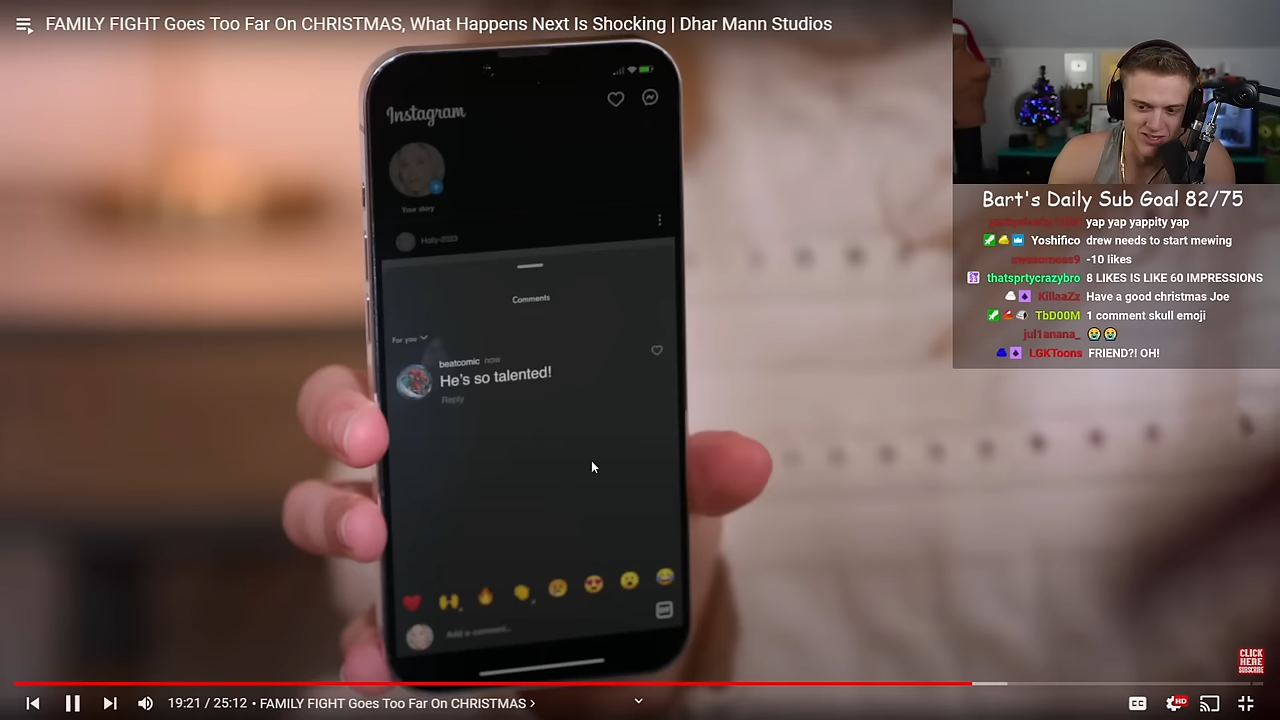 FAMILY FIGHT Goes Too Far On CHRISTMAS, What Happens Next Is Shocking | Dhar Mann Studios
Instagram
Your story
Holly-2023
Comments
For you
beatcomic now
He's so talented!
Reply
Add a comment...
Bart's Daily Sub Goal 82/75
yap yap yappity yap
Yoshifico drew needs to start mewing
-10 likes
thatsprtycrazybro 8 LIKES IS LIKE 60 IMPRESSIONS
KillaaZz Have a good christmas Joe
TbD00M 1 comment skull emoji
jul1anana_ 😭😭
LGKToons FRIEND?! OH!
CLICK
HERE
SUBSCRIBE
19:21 / 25:12 • FAMILY FIGHT Goes Too Far On CHRISTMAS
CC
HD